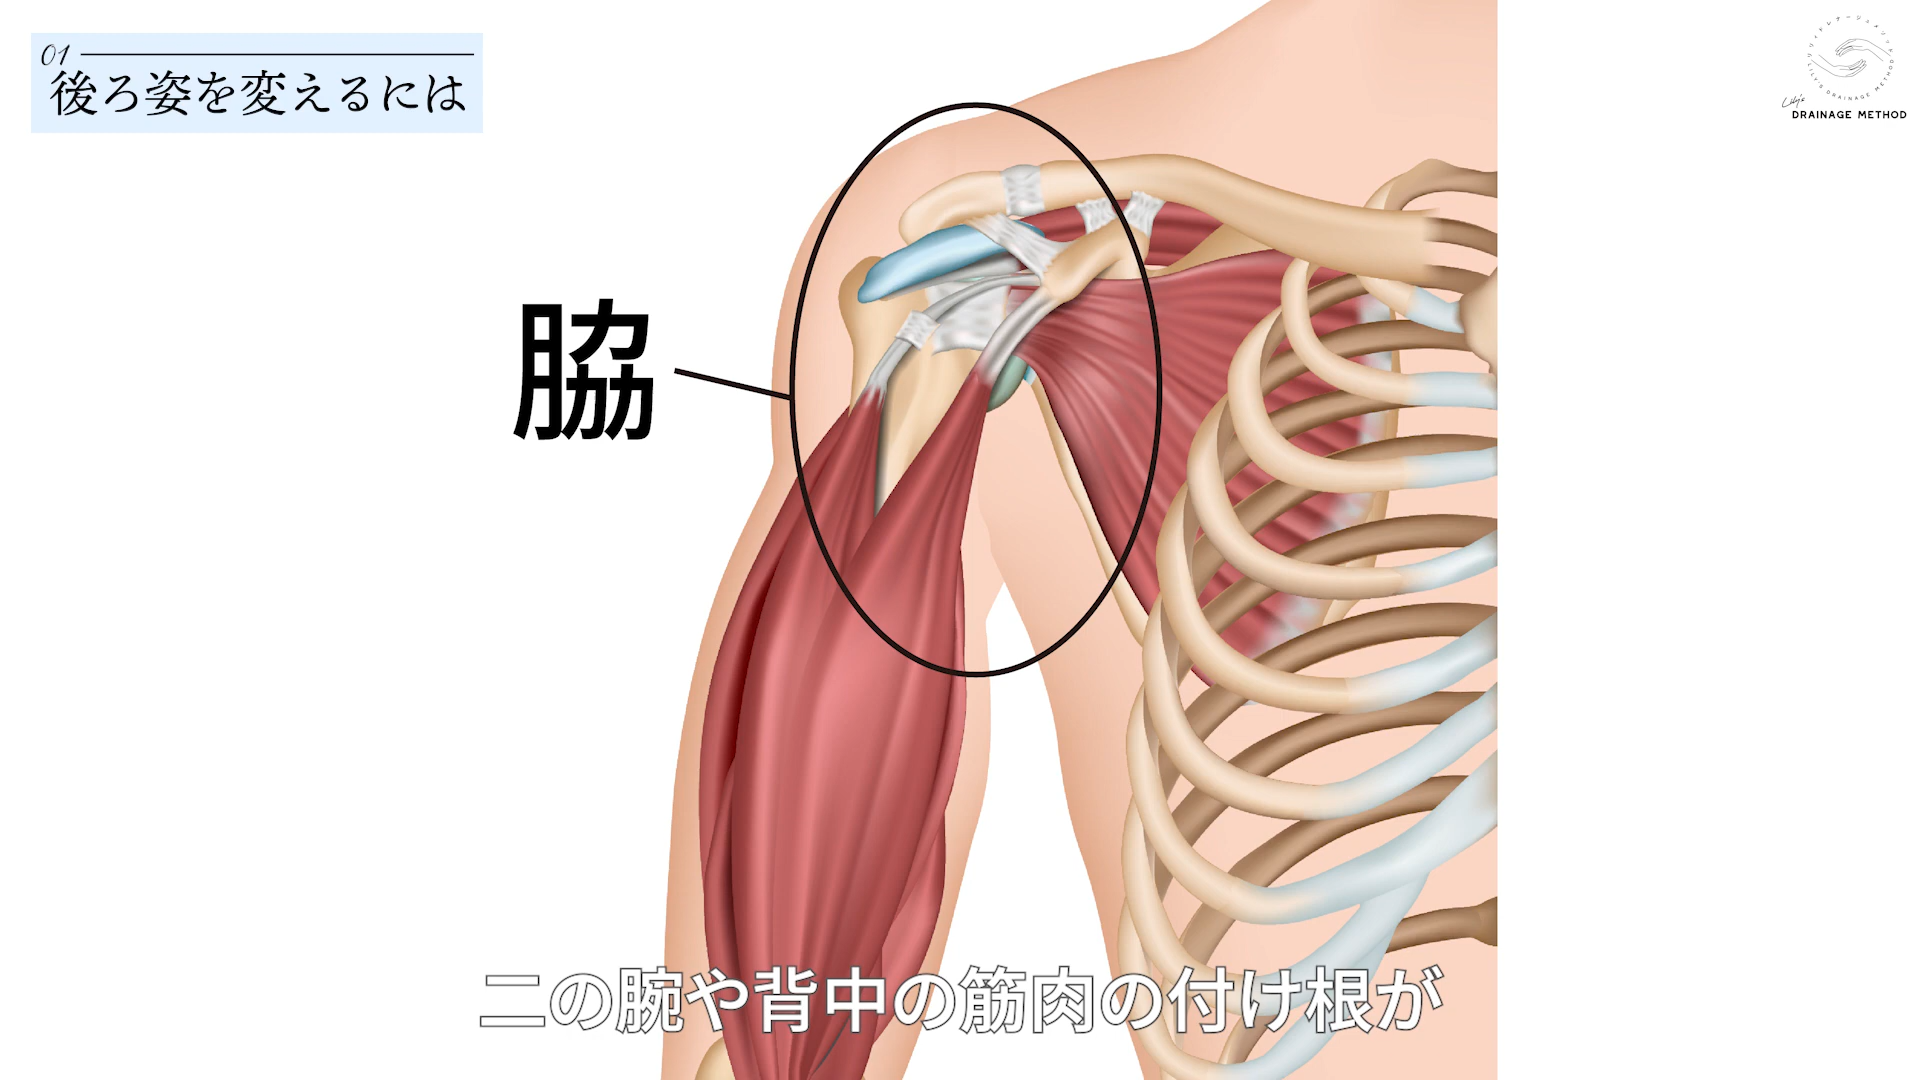 01
後ろ姿を変えるには
Lily's
DRAINAGE METHOD
脇
二の腕や背中の筋肉の付け根が